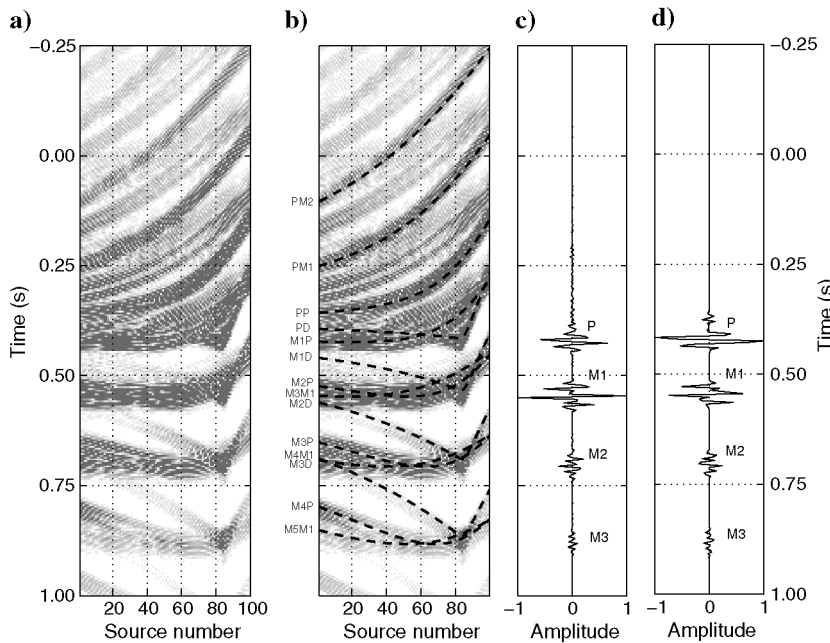 a)
b)
c)
d)
−0.25
0.00
0.25
0.50
0.75
1.00
Time (s)
20 40 60 80 100
Source number
PM2
PM1
PP
PD
M1P
M1D
M2P
M3M1
M2D
M3P
M4M1
M3D
M4P
M5M1
20 40 60 80
Source number
P
M1
M2
M3
−1 0 1
Amplitude
P
M1
M2
M3
−1 0 1
Amplitude
−0.25
0.00
0.25
0.50
0.75
1.00
Time (s)